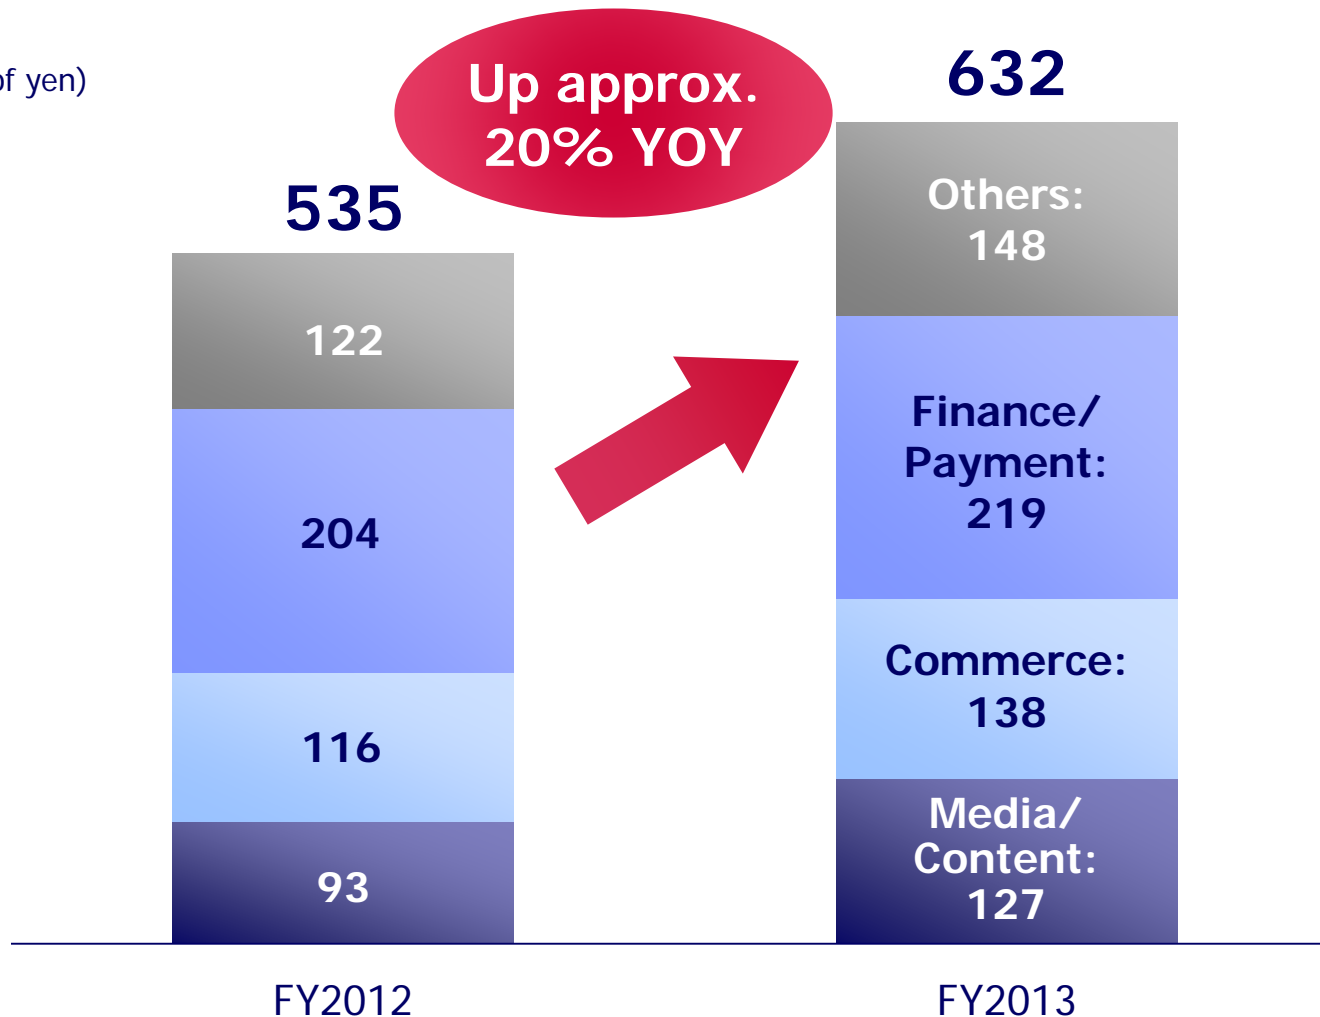 of yen)
Up approx.
20% YOY
535
632
122
204
116
93
Others:
148
Finance/
Payment:
219
Commerce:
138
Media/
Content:
127
FY2012
FY2013